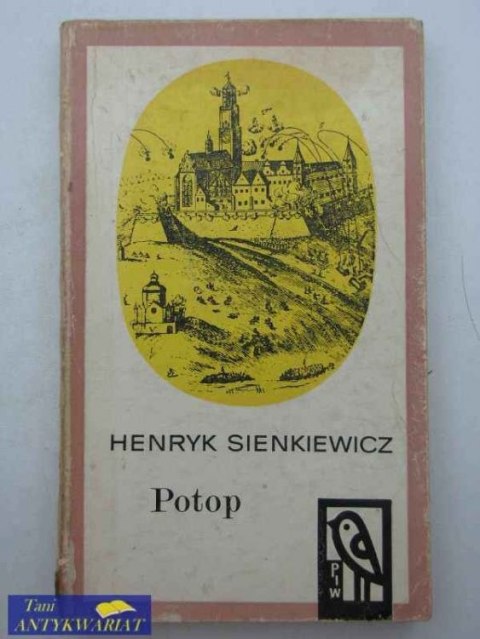 HENRYK SIENKIEWICZ
Potop
PIW
Tani
ANTYKWARIAT